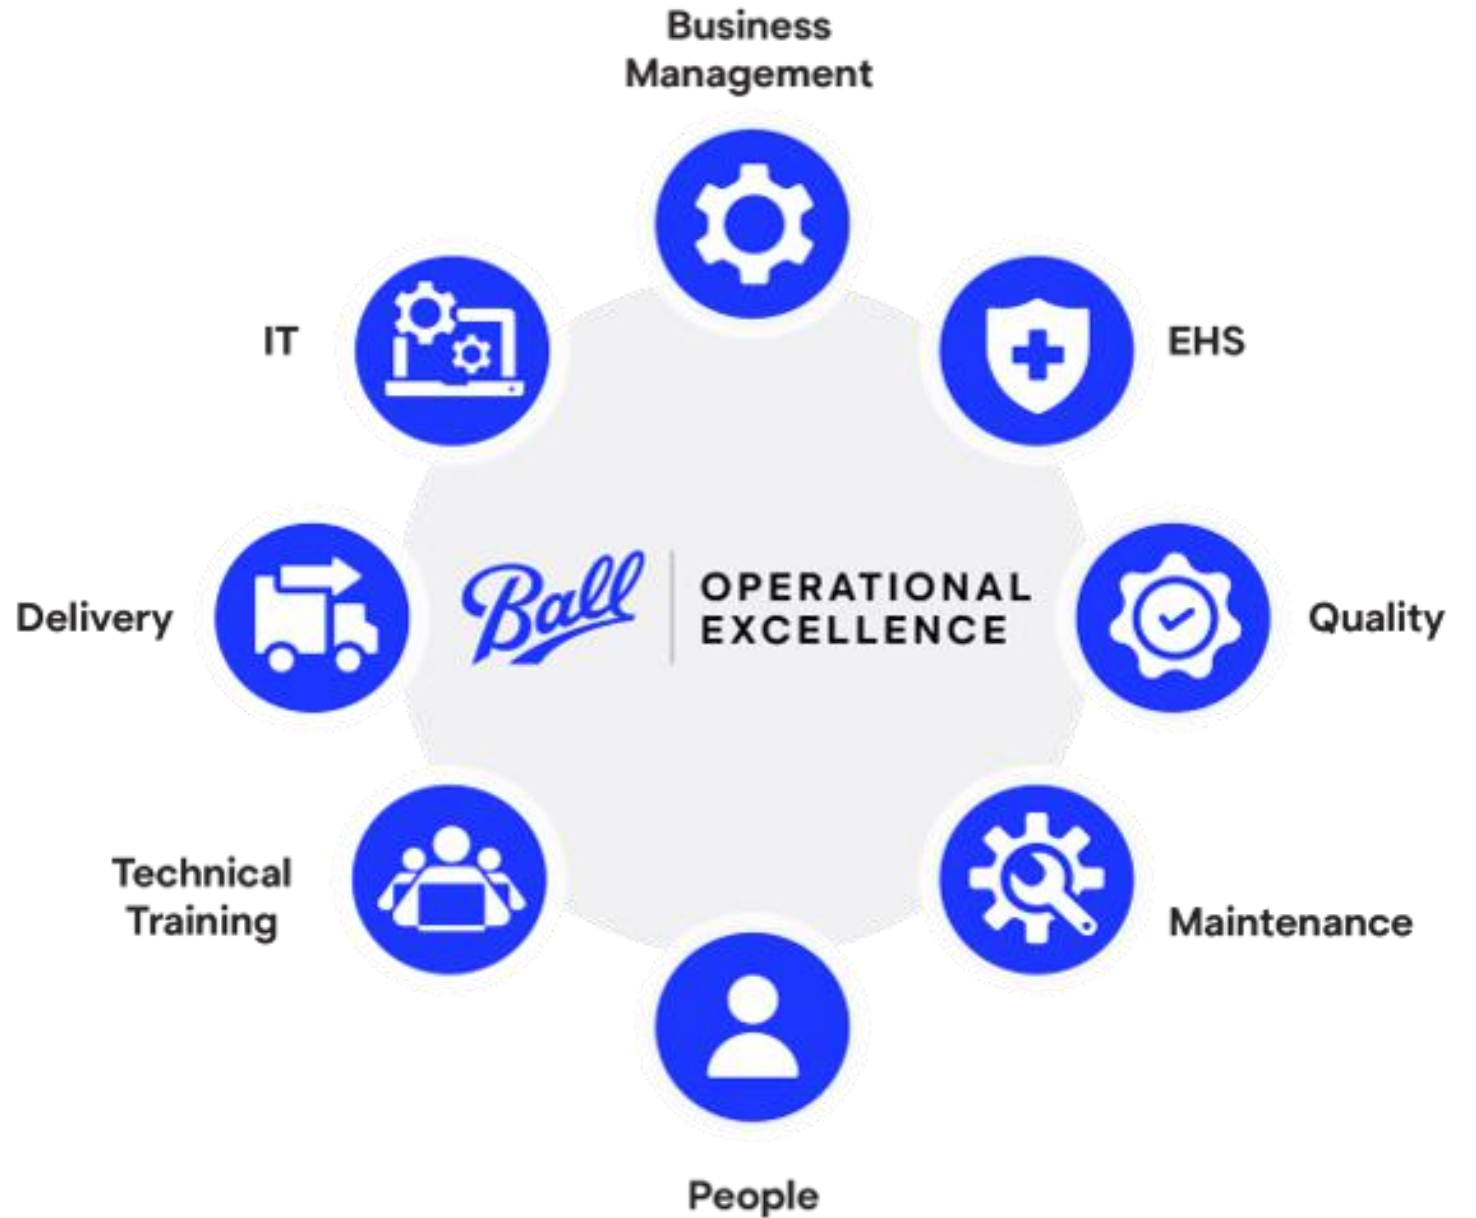 Business
Management
IT
EHS
Delivery
Ball
OPERATIONAL
EXCELLENCE
Quality
Technical
Training
Maintenance
People